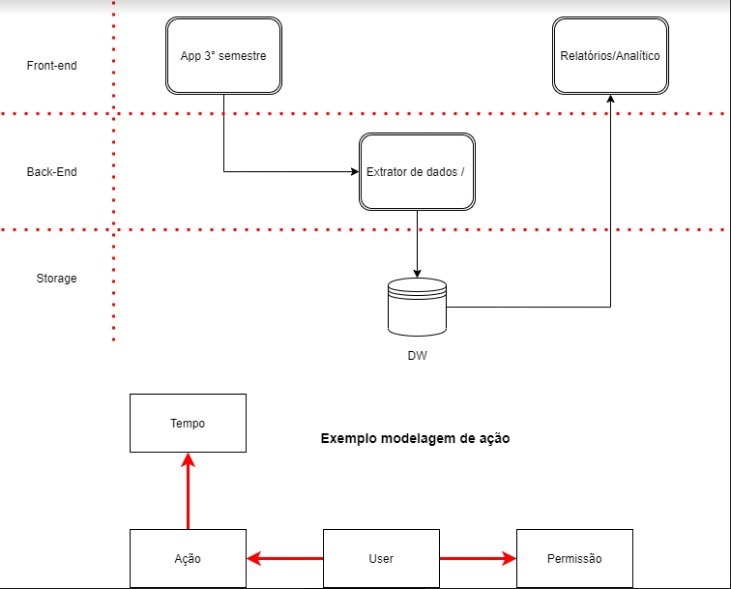 App 3° semestre
Relatórios/Analítico
Front-end
Back-End
Extrator de dados /
Storage
DW
Tempo
Exemplo modelagem de ação
Ação
User
Permissão